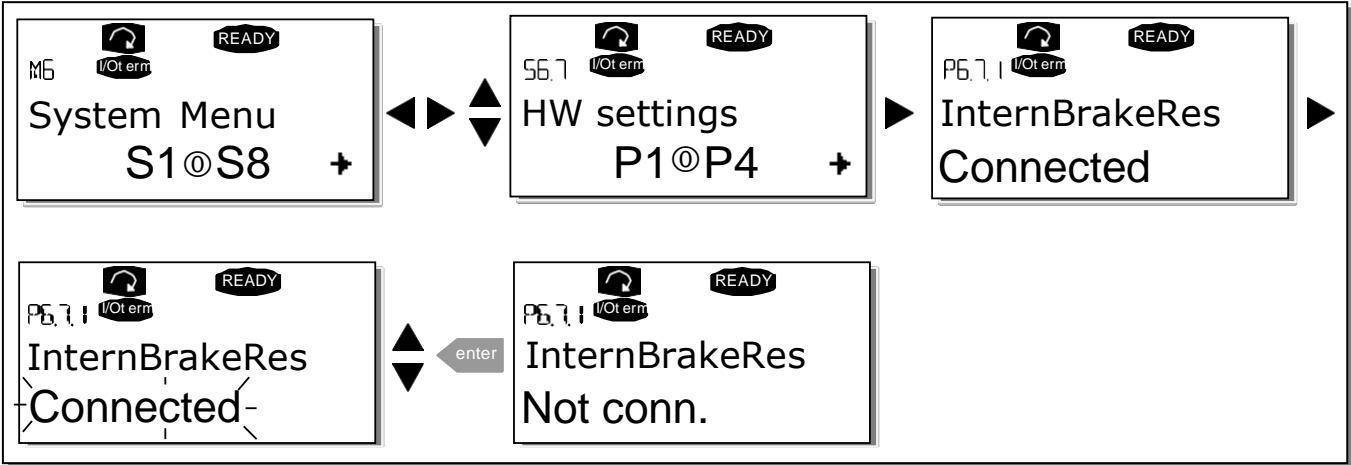 READY
M6 I/Ot erm
System Menu
S1⓪S8
READY
S6.7 I/Ot erm
HW settings
P1⓪P4
READY
P6.7.1 I/Ot erm
InternBrakeRes
Connected
READY
P6.7.1 I/Ot erm
InternBrakeRes
Connected
enter
READY
P6.7.1 I/Ot erm
InternBrakeRes
Not conn.